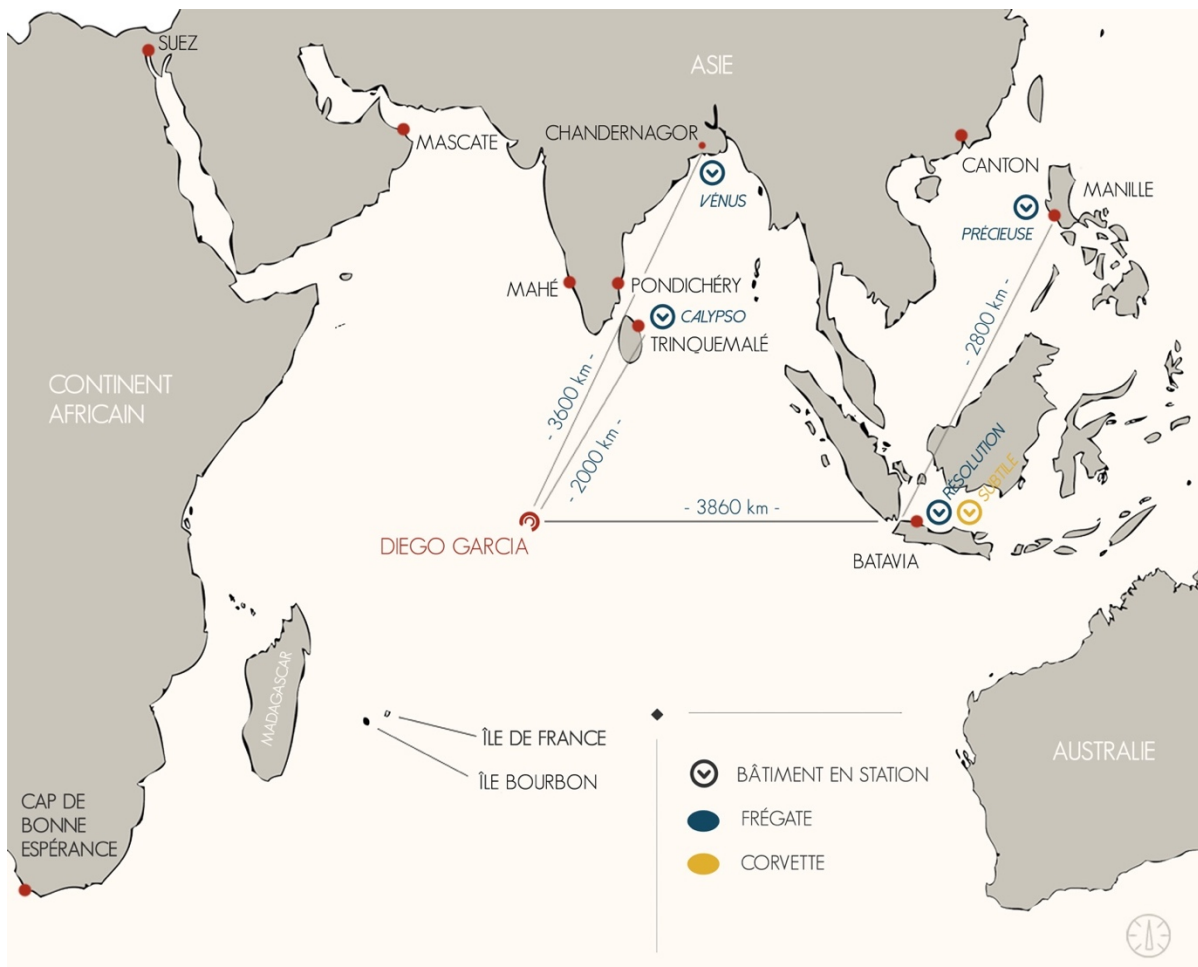 SUEZ
ASIE
MASCATE
CHANDERNAGOR
VÉNUS
CANTON
MANILLE
PRÉCIEUSE
MAHÉ
PONDICHÉRY
CALYPSO
TRINQUEMALÉ
CONTINENT
AFRICAIN
- 3600 km -
- 2000 km -
- 2800 km -
RÉSOLUTION
SUBTILE
- 3860 km -
DIEGO GARCIA
BATAVIA
MADAGASCAR
ÎLE DE FRANCE
ÎLE BOURBON
AUSTRALIE
CAP DE
BONNE
ESPÉRANCE
BÂTIMENT EN STATION
FRÉGATE
CORVETTE